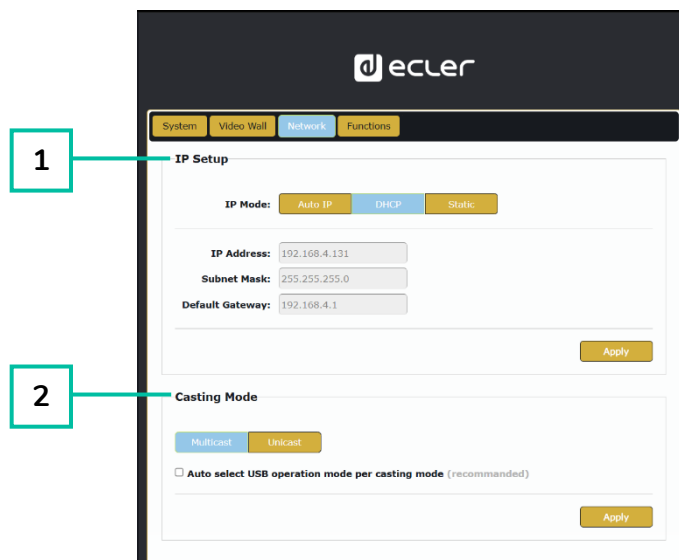 ecler
System Video Wall Network Functions
1
IP Setup
IP Mode: Auto IP DHCP Static
IP Address: 192.168.4.131
Subnet Mask: 255.255.255.0
Default Gateway: 192.168.4.1
Apply
2
Casting Mode
Multicast Unicast
Auto select USB operation mode per casting mode (recommanded)
Apply